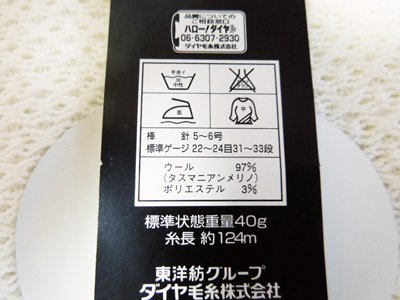 品質についての
ご相談窓口
ハロー!ダイヤ
06・6307・2930
ダイヤ毛糸株式会社
手洗イ
30
中性
低
平
棒 針 5~6号
標準ゲージ 22~24目31~33段
ウール 97%
(タスマニアンメリノ)
ポリエステル 3%
標準状態重量40g
糸長 約124m
東洋紡グループ
ダイヤ毛糸株式会社